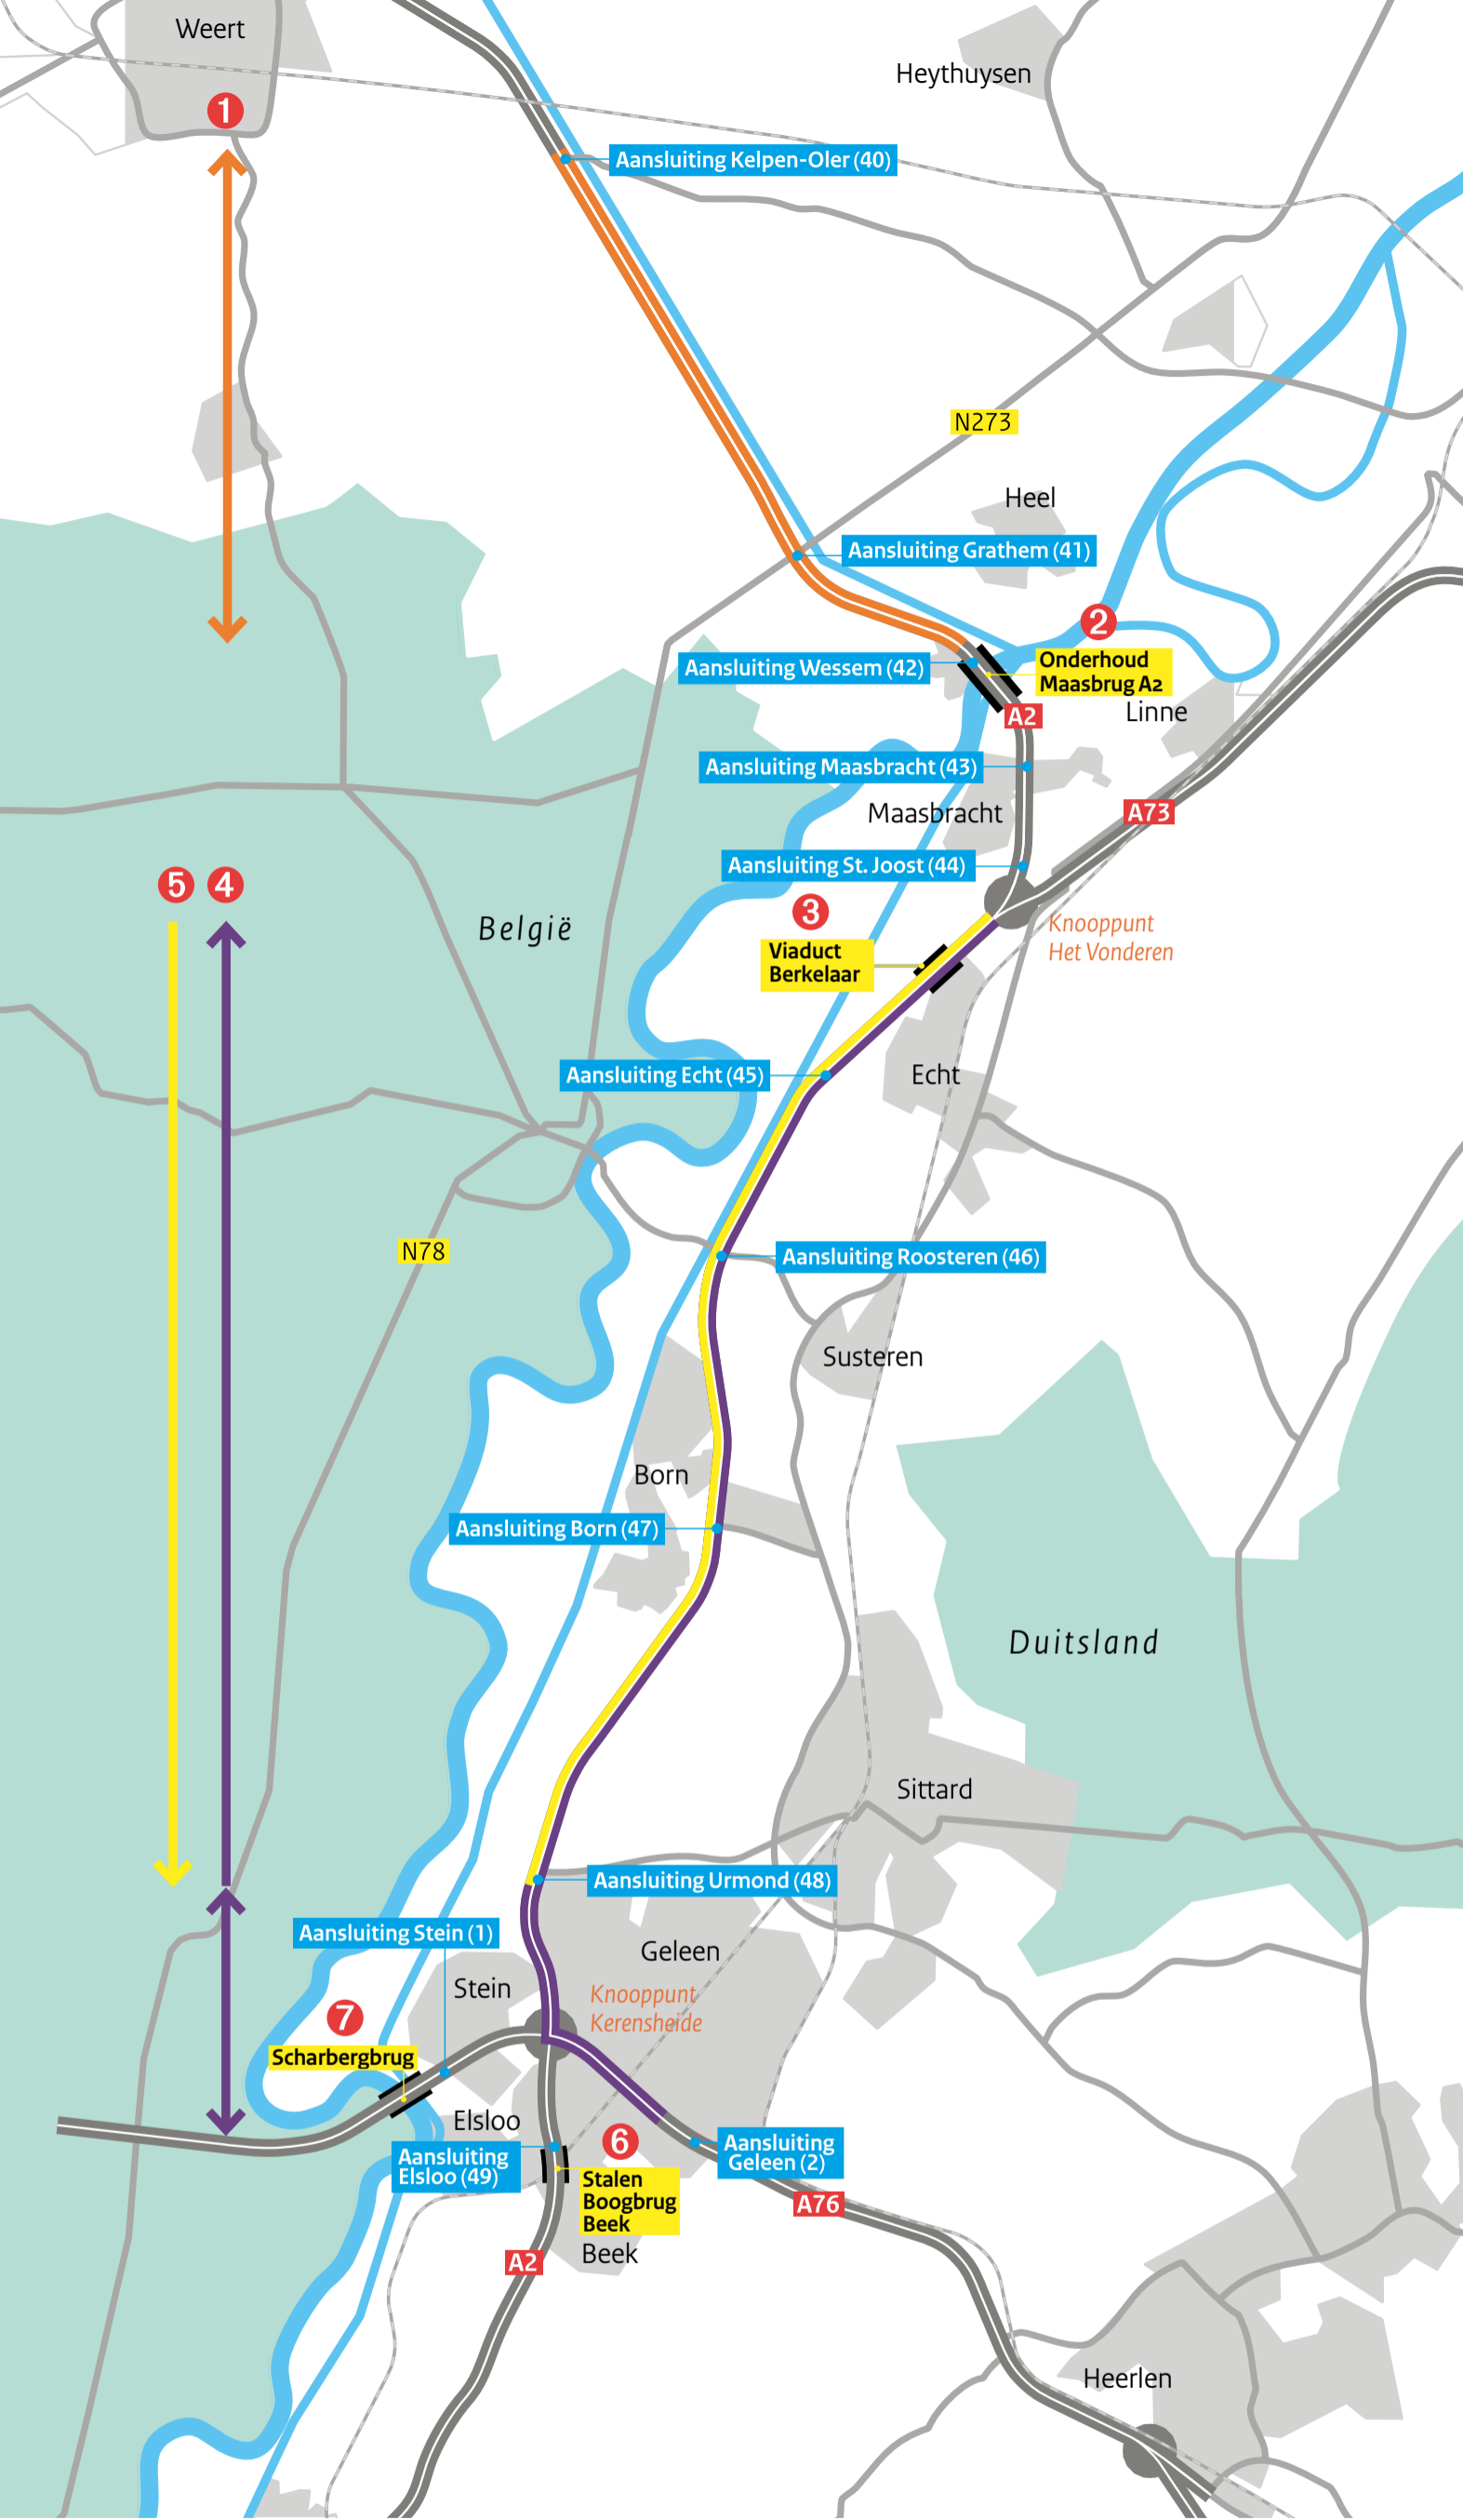 Weert
Heythuysen
1
Aansluiting Kelpen-Oler (40)
N273
Heel
Aansluiting Grathem (41)
2
Aansluiting Wessem (42)
Onderhoud
Maasbrug A2
A2
Linne
Aansluiting Maasbracht (43)
Maasbracht
A73
Aansluiting St. Joost (44)
5
4
3
België
Knooppunt
Het Vonderen
Viaduct
Berkelaar
Aansluiting Echt (45)
Echt
N78
Aansluiting Roosteren (46)
Susteren
Born
Aansluiting Born (47)
Duitsland
Sittard
Aansluiting Urmond (48)
Aansluiting Stein (1)
Geleen
Stein
Knooppunt
Kerensheide
7
Scharbergbrug
Elsloo
6
Aansluiting
Elsloo (49)
Aansluiting
Geleen (2)
Stalen
Boogbrug
Beek
A76
Beek
A2
Heerlen